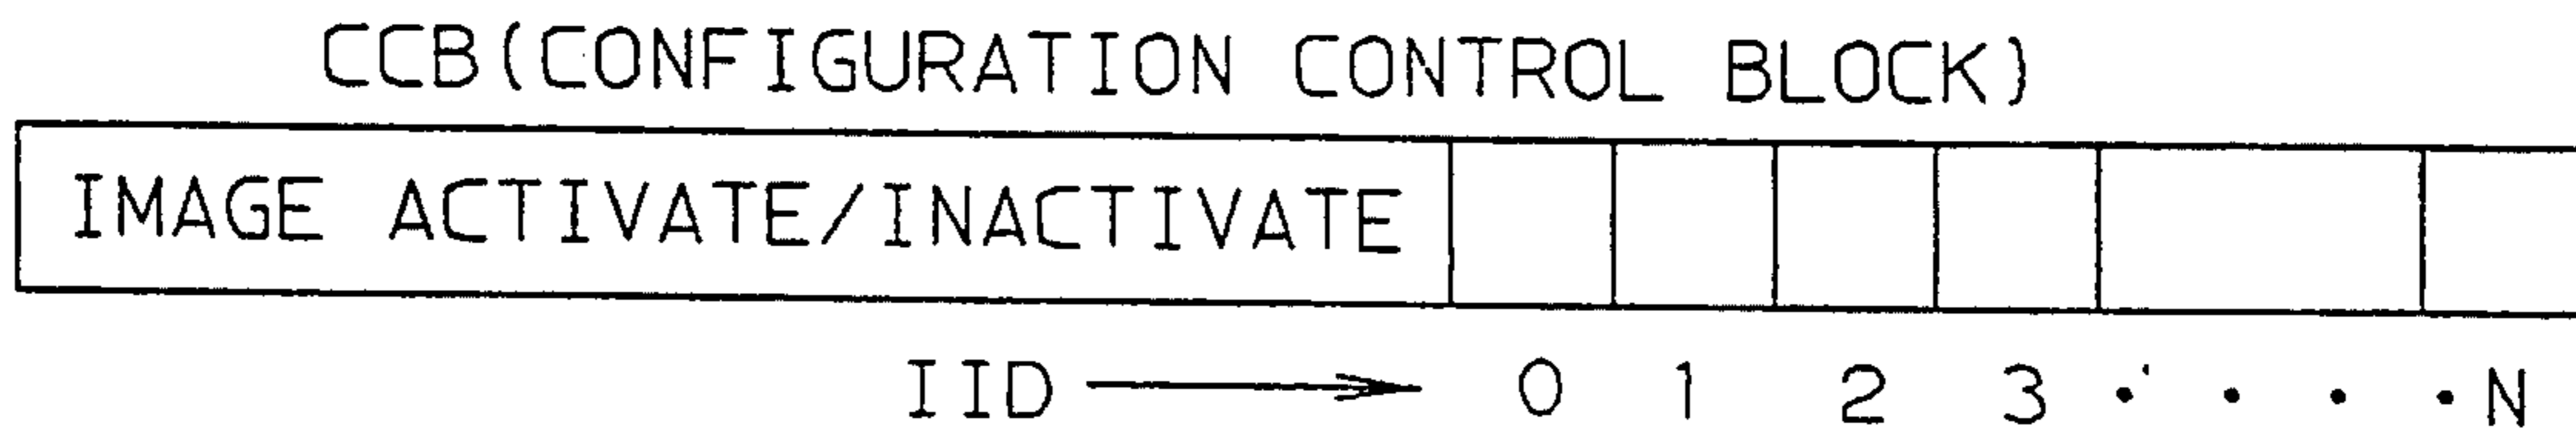 CCB(CONFIGURATION CONTROL BLOCK)
IMAGE ACTIVATE/INACTIVATE
IID 0 1 2 3 • • • • N